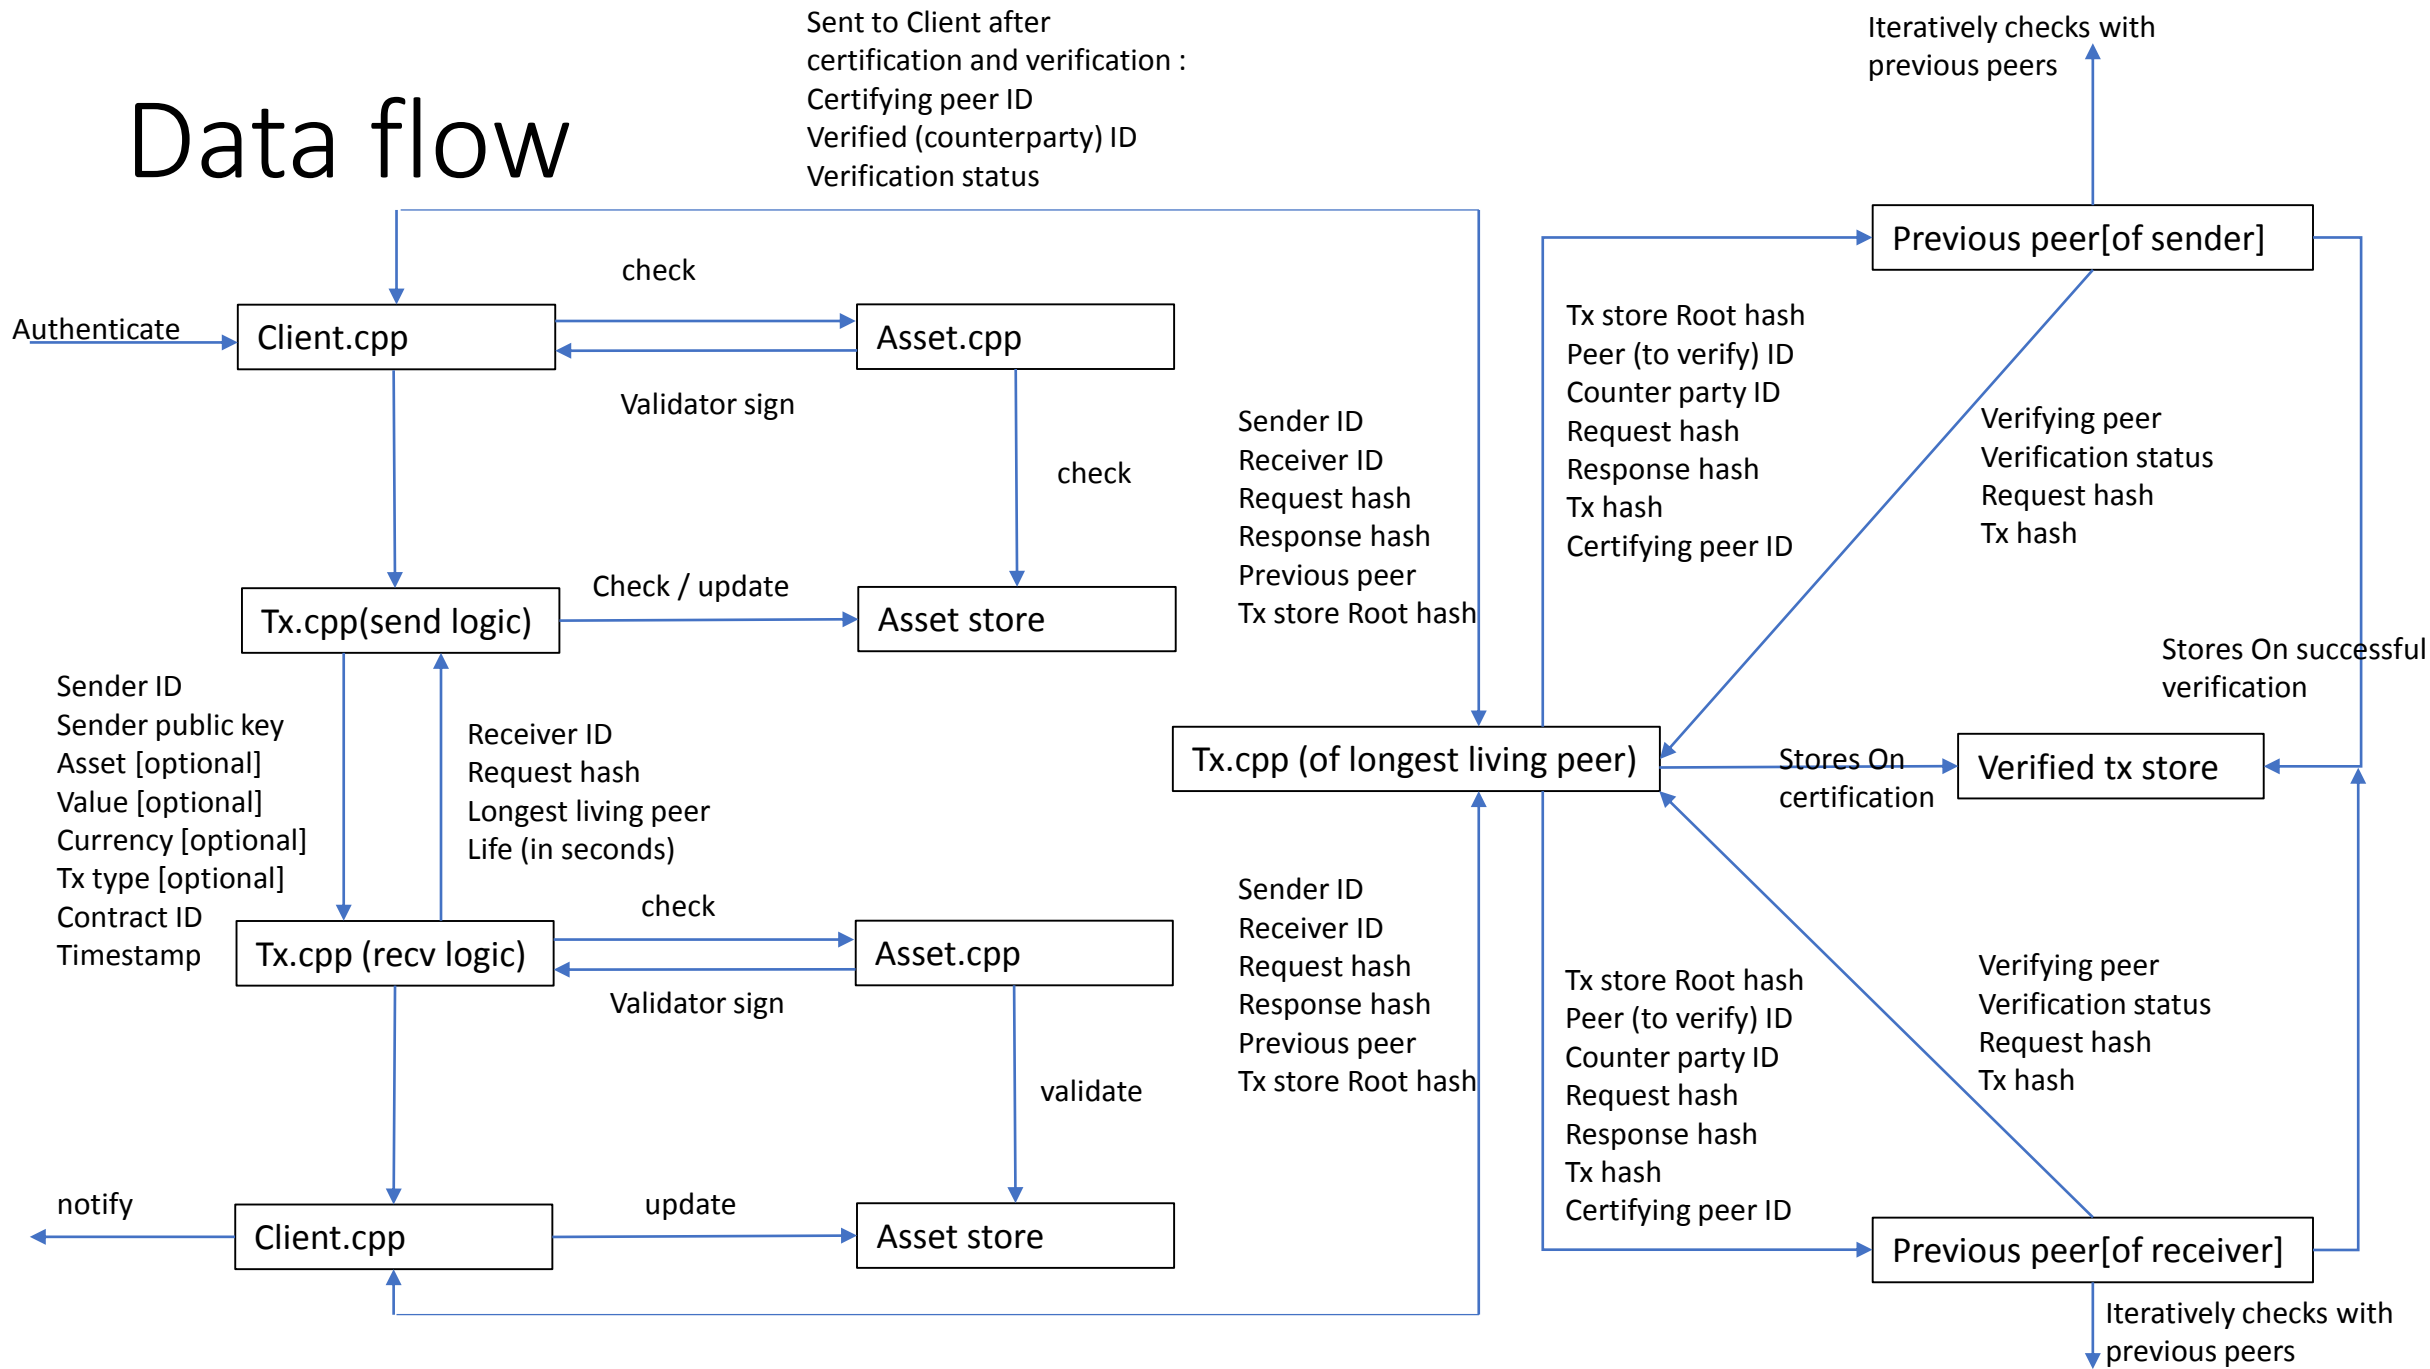 Data flow
Sent to Client after
certification and verification :
Certifying peer ID
Verified (counterparty) ID
Verification status
Iteratively checks with
previous peers
Authenticate
Client.cpp
check
Validator sign
Asset.cpp
check
Tx.cpp(send logic)
Check / update
Asset store
Sender ID
Sender public key
Asset [optional]
Value [optional]
Currency [optional]
Tx type [optional]
Contract ID
Timestamp
Receiver ID
Request hash
Longest living peer
Life (in seconds)
Tx.cpp (recv logic)
check
Validator sign
Asset.cpp
validate
notify
Client.cpp
update
Asset store
Sender ID
Receiver ID
Request hash
Response hash
Previous peer
Tx store Root hash
Tx.cpp (of longest living peer)
Sender ID
Receiver ID
Request hash
Response hash
Previous peer
Tx store Root hash
Previous peer[of sender]
Tx store Root hash
Peer (to verify) ID
Counter party ID
Request hash
Response hash
Tx hash
Certifying peer ID
Verifying peer
Verification status
Request hash
Tx hash
Stores On successful
verification
Stores On
certification
Verified tx store
Tx store Root hash
Peer (to verify) ID
Counter party ID
Request hash
Response hash
Tx hash
Certifying peer ID
Verifying peer
Verification status
Request hash
Tx hash
Previous peer[of receiver]
Iteratively checks with
previous peers